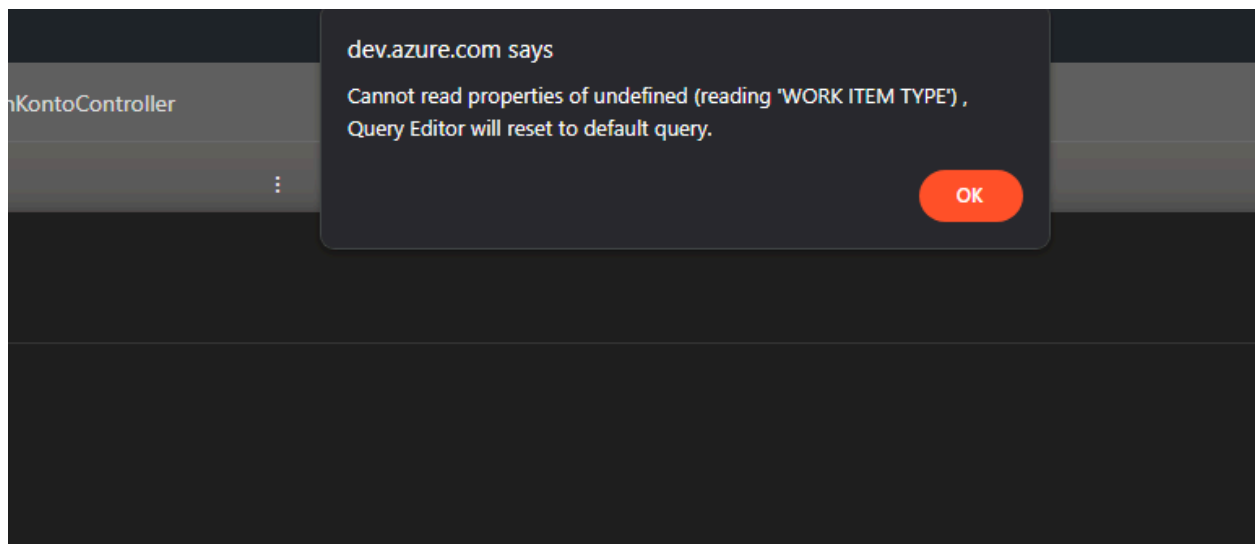 dev.azure.com says
Cannot read properties of undefined (reading 'WORK ITEM TYPE') ,
Query Editor will reset to default query.
nKontoController
OK